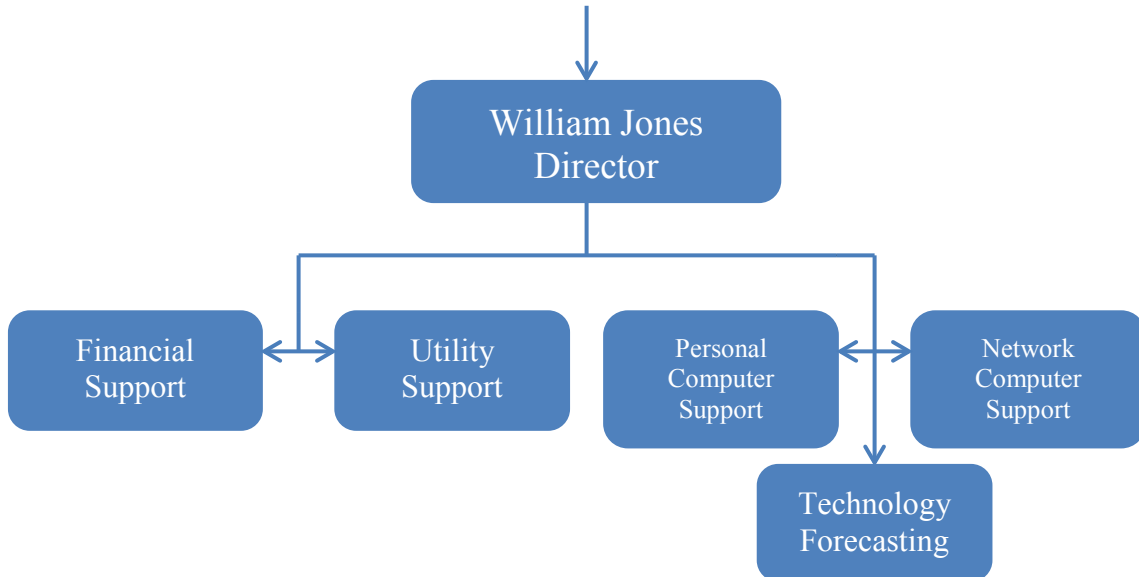 William Jones
Director
Financial
Support
Utility
Support
Personal
Computer
Support
Network
Computer
Support
Technology
Forecasting